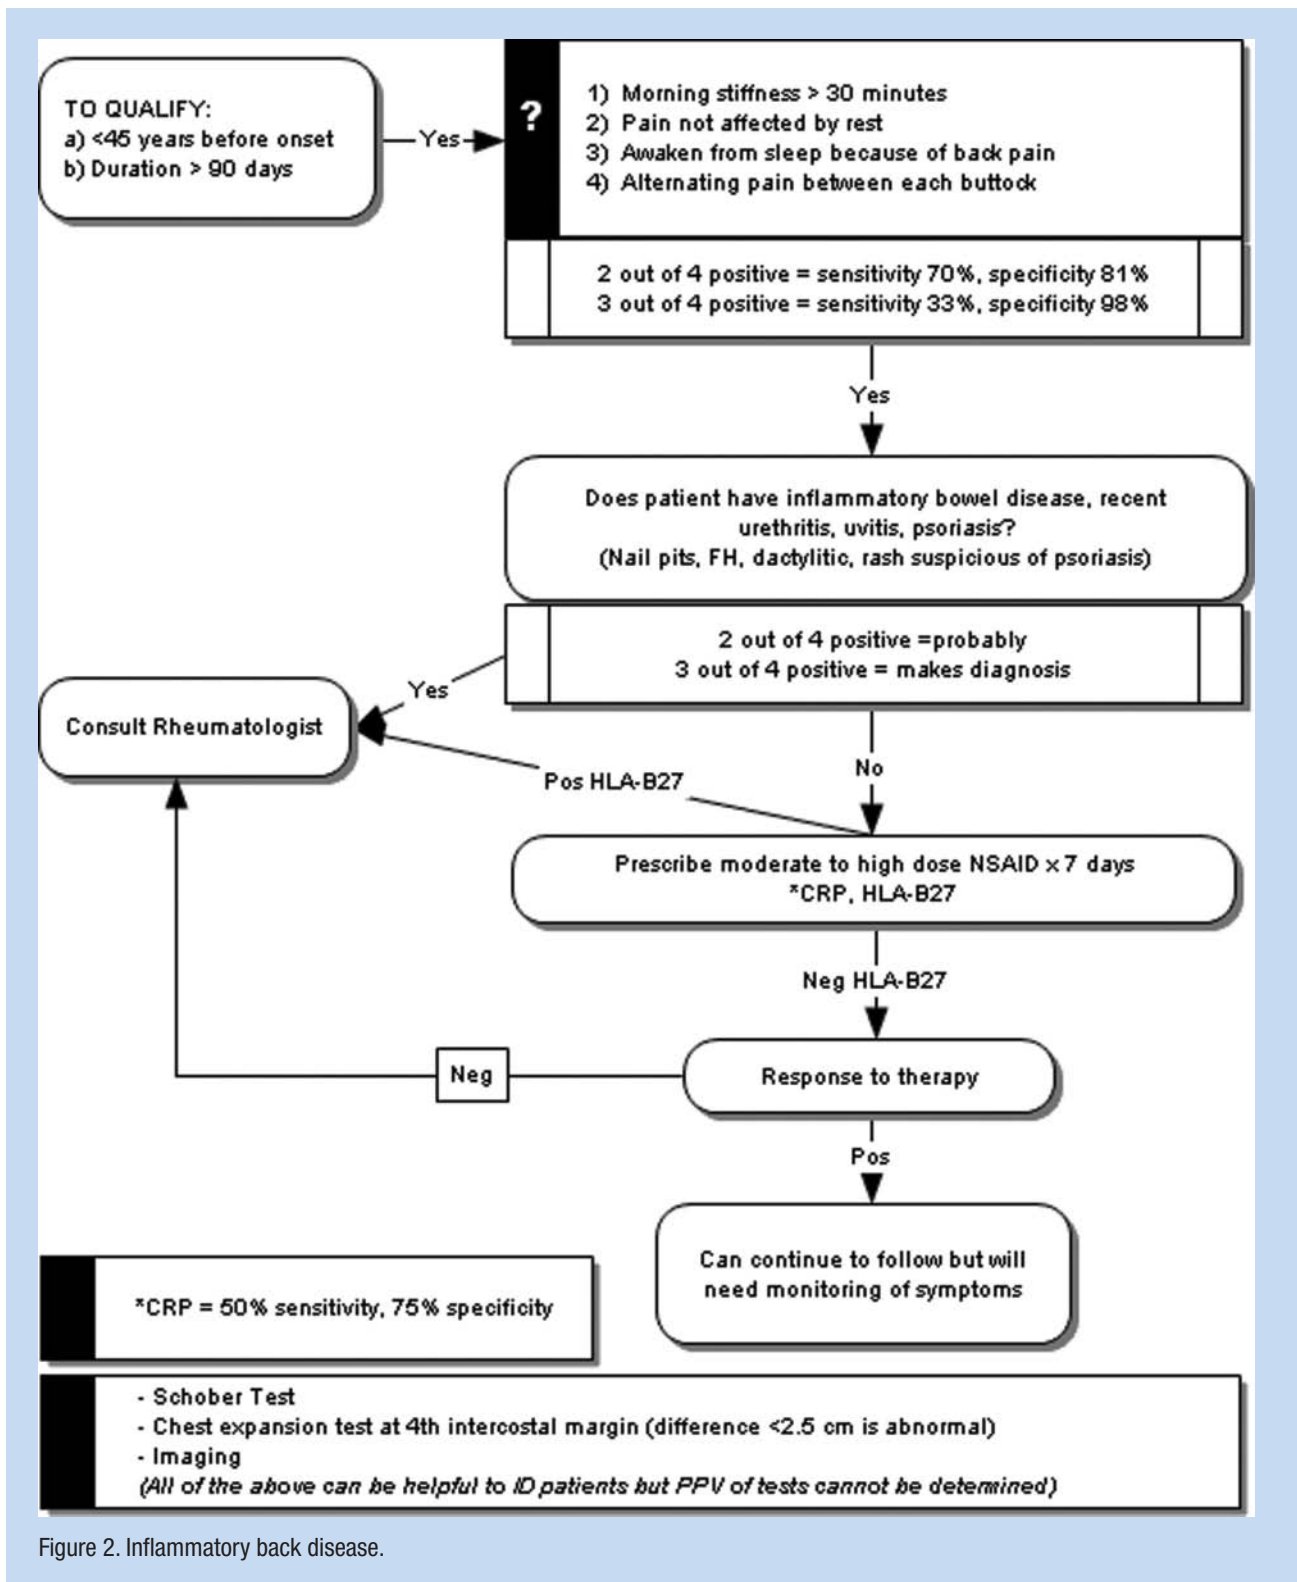 TO QUALIFY:
a) <45 years before onset
b) Duration > 90 days
Yes
?
1) Morning stiffness > 30 minutes
2) Pain not affected by rest
3) Awaken from sleep because of back pain
4) Alternating pain between each buttock
2 out of 4 positive = sensitivity 70%, specificity 81%
3 out of 4 positive = sensitivity 33%, specificity 98%
Yes
Does patient have inflammatory bowel disease, recent
urethritis, uvitis, psoriasis?
(Nail pits, FH, dactylitic, rash suspicious of psoriasis)
2 out of 4 positive =probably
3 out of 4 positive = makes diagnosis
Yes
Consult Rheumatologist
No
Pos HLA-B27
Prescribe moderate to high dose NSAID x 7 days
*CRP, HLA-B27
Neg HLA-B27
Neg
Response to therapy
Pos
Can continue to follow but will
need monitoring of symptoms
*CRP = 50% sensitivity, 75% specificity
- Schober Test
- Chest expansion test at 4th intercostal margin (difference <2.5 cm is abnormal)
- Imaging
(All of the above can be helpful to ID patients but PPV of tests cannot be determined)
Figure 2. Inflammatory back disease.